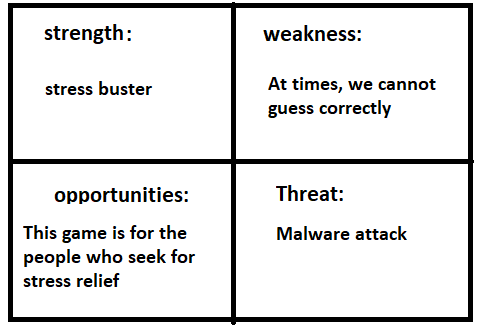 strength:
stress buster
weakness:
At times, we cannot
guess correctly
opportunities:
This game is for the
people who seek for
stress relief
Threat:
Malware attack